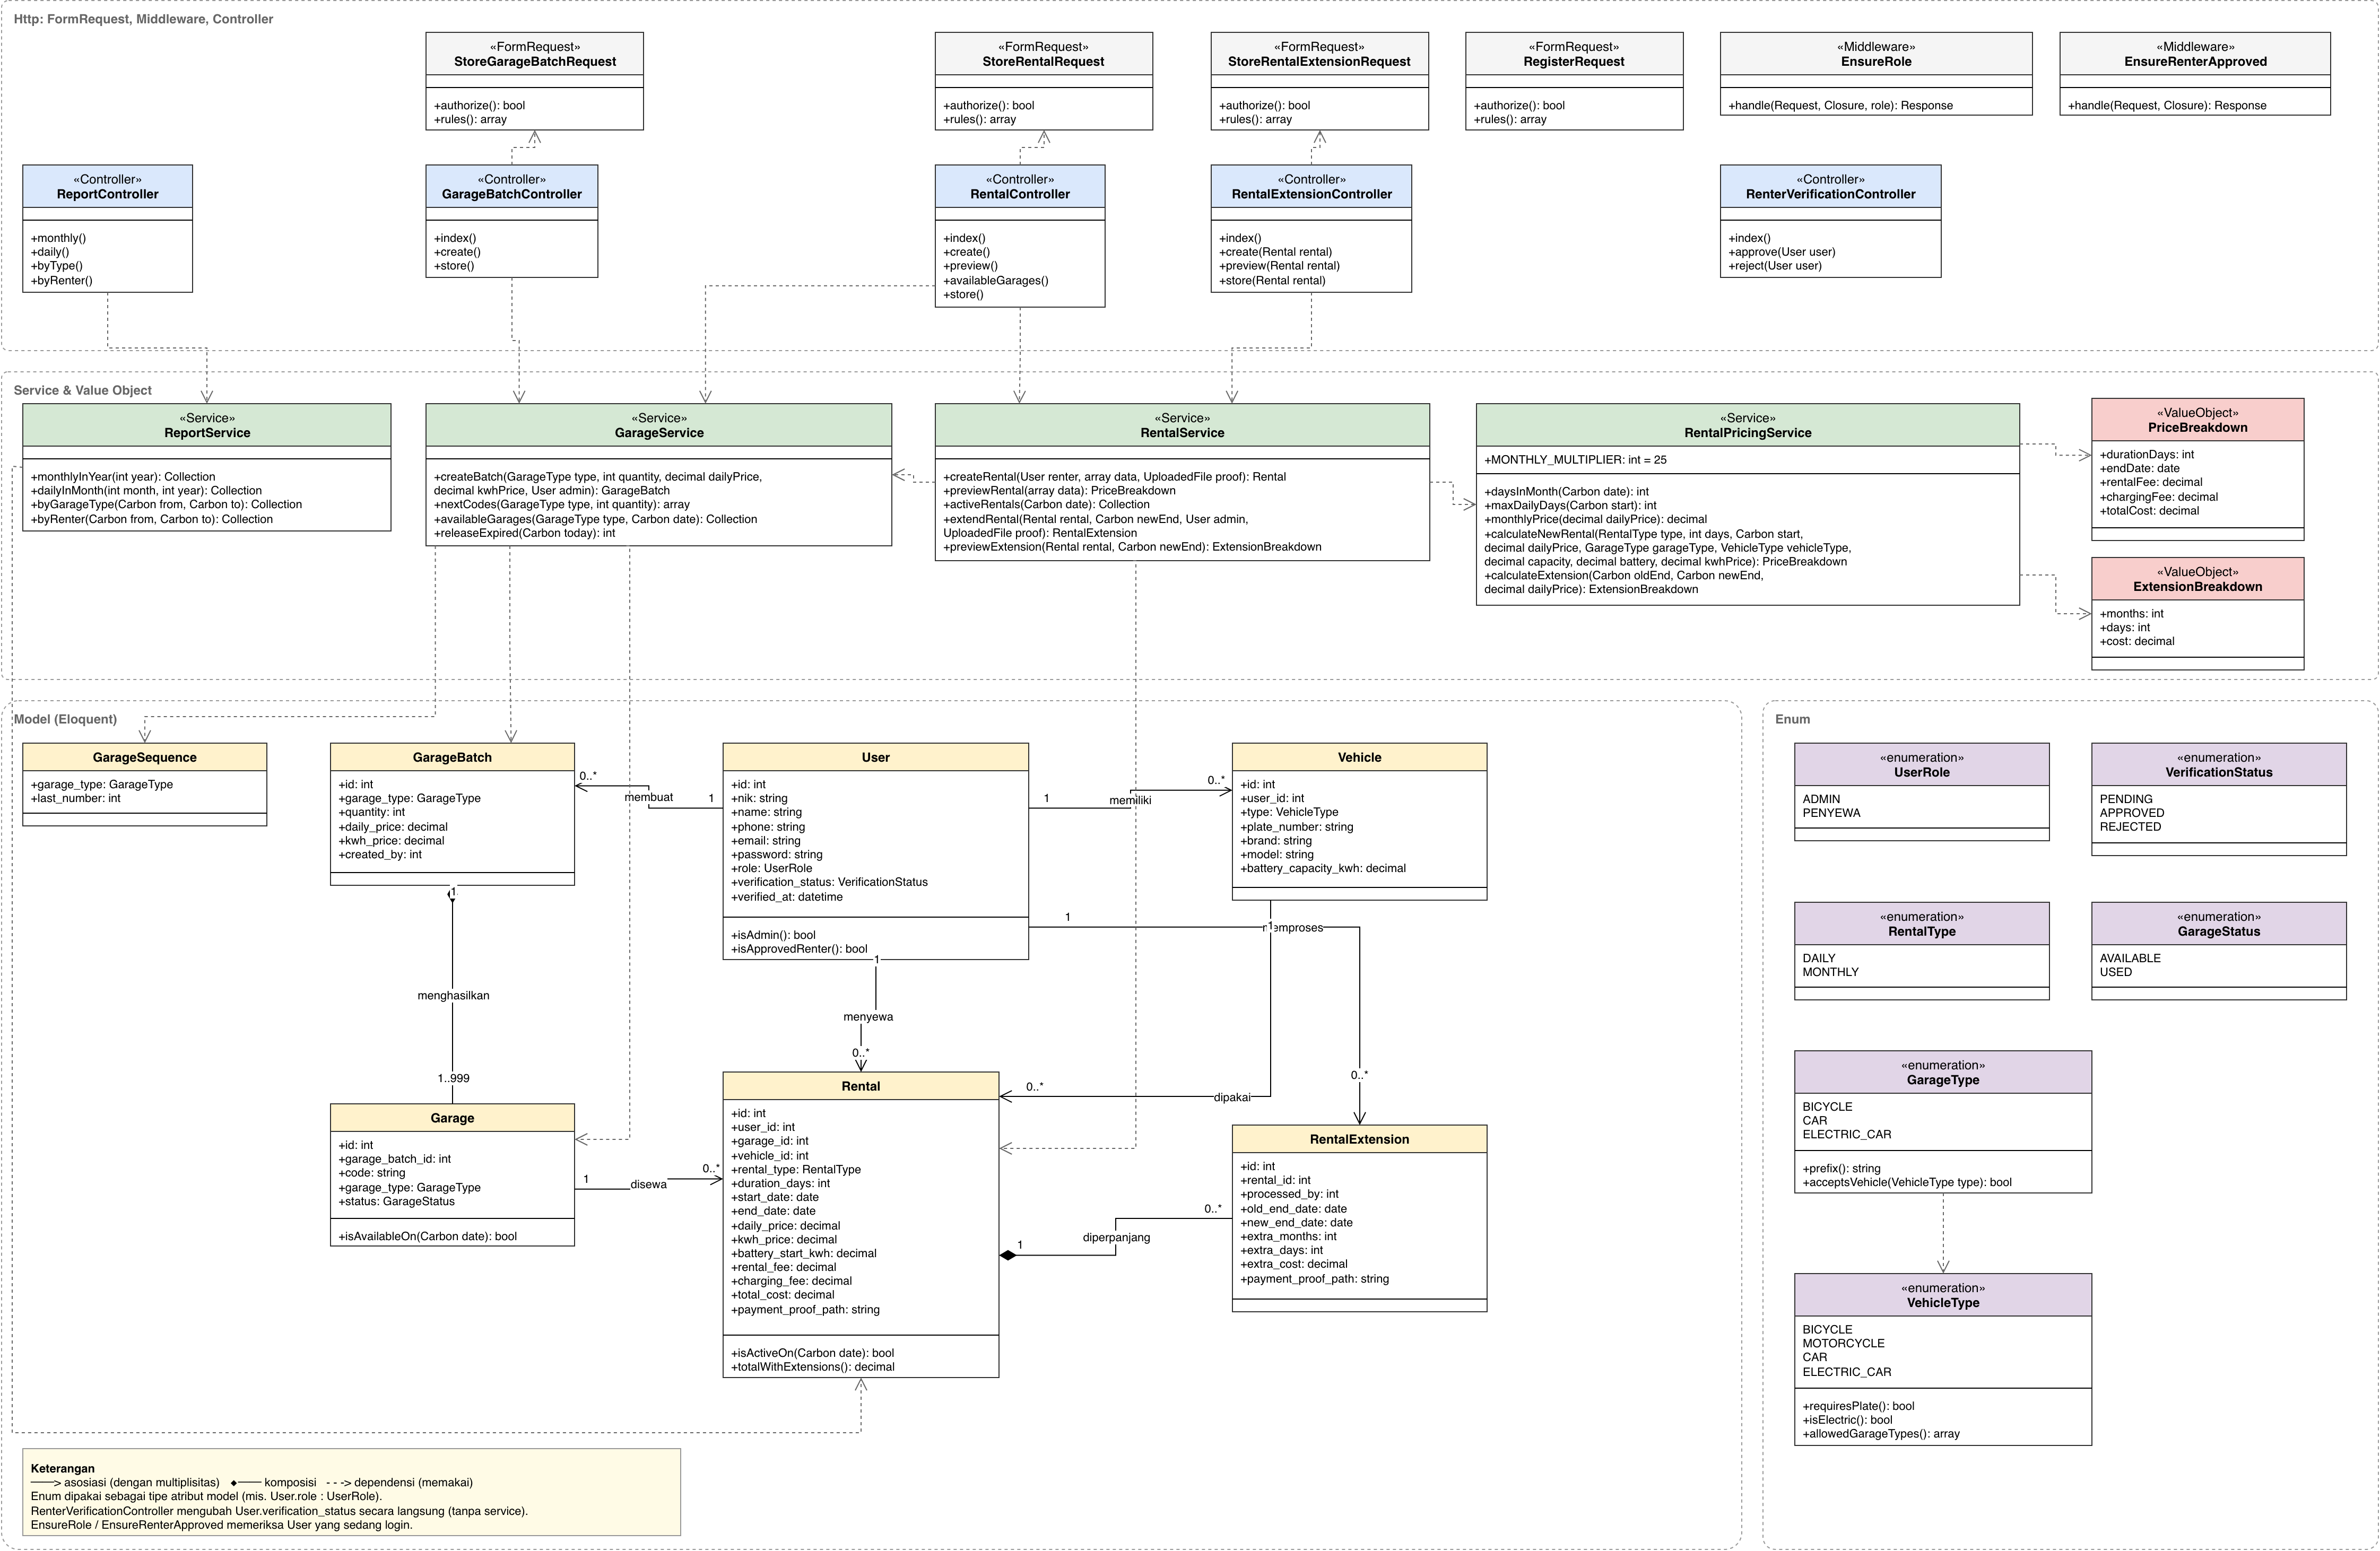 Http: FormRequest, Middleware, Controller
«FormRequest»
StoreGarageBatchRequest
+authorize(): bool
+rules(): array
«FormRequest»
StoreRentalRequest
+authorize(): bool
+rules(): array
«FormRequest»
StoreRentalExtensionRequest
+authorize(): bool
+rules(): array
«FormRequest»
RegisterRequest
+authorize(): bool
+rules(): array
«Middleware»
EnsureRole
+handle(Request, Closure, role): Response
«Middleware»
EnsureRenterApproved
+handle(Request, Closure): Response
«Controller»
ReportController
+monthly()
+daily()
+byType()
+byRenter()
«Controller»
GarageBatchController
+index()
+create()
+store()
«Controller»
RentalController
+index()
+create()
+preview()
+availableGarages()
+store()
«Controller»
RentalExtensionController
+index()
+create(Rental rental)
+preview(Rental rental)
+store(Rental rental)
«Controller»
RenterVerificationController
+index()
+approve(User user)
+reject(User user)
Service & Value Object
«Service»
ReportService
+monthlyInYear(int year): Collection
+dailyInMonth(int month, int year): Collection
+byGarageType(Carbon from, Carbon to): Collection
+byRenter(Carbon from, Carbon to): Collection
«Service»
GarageService
+createBatch(GarageType type, int quantity, decimal dailyPrice,
decimal kwhPrice, User admin): GarageBatch
+nextCodes(GarageType type, int quantity): array
+availableGarages(GarageType type, Carbon date): Collection
+releaseExpired(Carbon today): int
«Service»
RentalService
+createRental(User renter, array data, UploadedFile proof): Rental
+previewRental(array data): PriceBreakdown
+activeRentals(Carbon date): Collection
+extendRental(Rental rental, Carbon newEnd, User admin,
UploadedFile proof): RentalExtension
+previewExtension(Rental rental, Carbon newEnd): ExtensionBreakdown
«Service»
RentalPricingService
+MONTHLY_MULTIPLIER: int = 25
+daysInMonth(Carbon date): int
+maxDailyDays(Carbon start): int
+monthlyPrice(decimal dailyPrice): decimal
+calculateNewRental(RentalType type, int days, Carbon start,
decimal dailyPrice, GarageType garageType, VehicleType vehicleType,
decimal capacity, decimal battery, decimal kwhPrice): PriceBreakdown
+calculateExtension(Carbon oldEnd, Carbon newEnd,
decimal dailyPrice): ExtensionBreakdown
«ValueObject»
PriceBreakdown
+durationDays: int
+endDate: date
+rentalFee: decimal
+chargingFee: decimal
+totalCost: decimal
«ValueObject»
ExtensionBreakdown
+months: int
+days: int
+cost: decimal
Model (Eloquent)
GarageSequence
+garage_type: GarageType
+last_number: int
GarageBatch
+id: int
+garage_type: GarageType
+quantity: int
+daily_price: decimal
+kwh_price: decimal
+created_by: int
0..*
membuat
1
User
+id: int
+nik: string
+name: string
+phone: string
+email: string
+password: string
+role: UserRole
+verification_status: VerificationStatus
+verified_at: datetime
+isAdmin(): bool
+isApprovedRenter(): bool
1
memiliki
0..*
Vehicle
+id: int
+user_id: int
+type: VehicleType
+plate_number: string
+brand: string
+model: string
+battery_capacity_kwh: decimal
1
menghasilkan
1..999
1
menyewa
0..*
1
memproses
1
0..*
Garage
+id: int
+garage_batch_id: int
+code: string
+garage_type: GarageType
+status: GarageStatus
+isAvailableOn(Carbon date): bool
1
disewa
0..*
Rental
+id: int
+user_id: int
+garage_id: int
+vehicle_id: int
+rental_type: RentalType
+duration_days: int
+start_date: date
+end_date: date
+daily_price: decimal
+kwh_price: decimal
+battery_start_kwh: decimal
+rental_fee: decimal
+charging_fee: decimal
+total_cost: decimal
+payment_proof_path: string
+isActiveOn(Carbon date): bool
+totalWithExtensions(): decimal
0..*
dipakai
1
diperpanjang
0..*
RentalExtension
+id: int
+rental_id: int
+processed_by: int
+old_end_date: date
+new_end_date: date
+extra_months: int
+extra_days: int
+extra_cost: decimal
+payment_proof_path: string
Enum
«enumeration»
UserRole
ADMIN
PENYEWA
«enumeration»
VerificationStatus
PENDING
APPROVED
REJECTED
«enumeration»
RentalType
DAILY
MONTHLY
«enumeration»
GarageStatus
AVAILABLE
USED
«enumeration»
GarageType
BICYCLE
CAR
ELECTRIC_CAR
+prefix(): string
+acceptsVehicle(VehicleType type): bool
«enumeration»
VehicleType
BICYCLE
MOTORCYCLE
CAR
ELECTRIC_CAR
+requiresPlate(): bool
+isElectric(): bool
+allowedGarageTypes(): array
Keterangan
───> asosiasi (dengan multiplisitas) ◆─── komposisi - - -> dependensi (memakai)
Enum dipakai sebagai tipe atribut model (mis. User.role : UserRole).
RenterVerificationController mengubah User.verification_status secara langsung (tanpa service).
EnsureRole / EnsureRenterApproved memeriksa User yang sedang login.